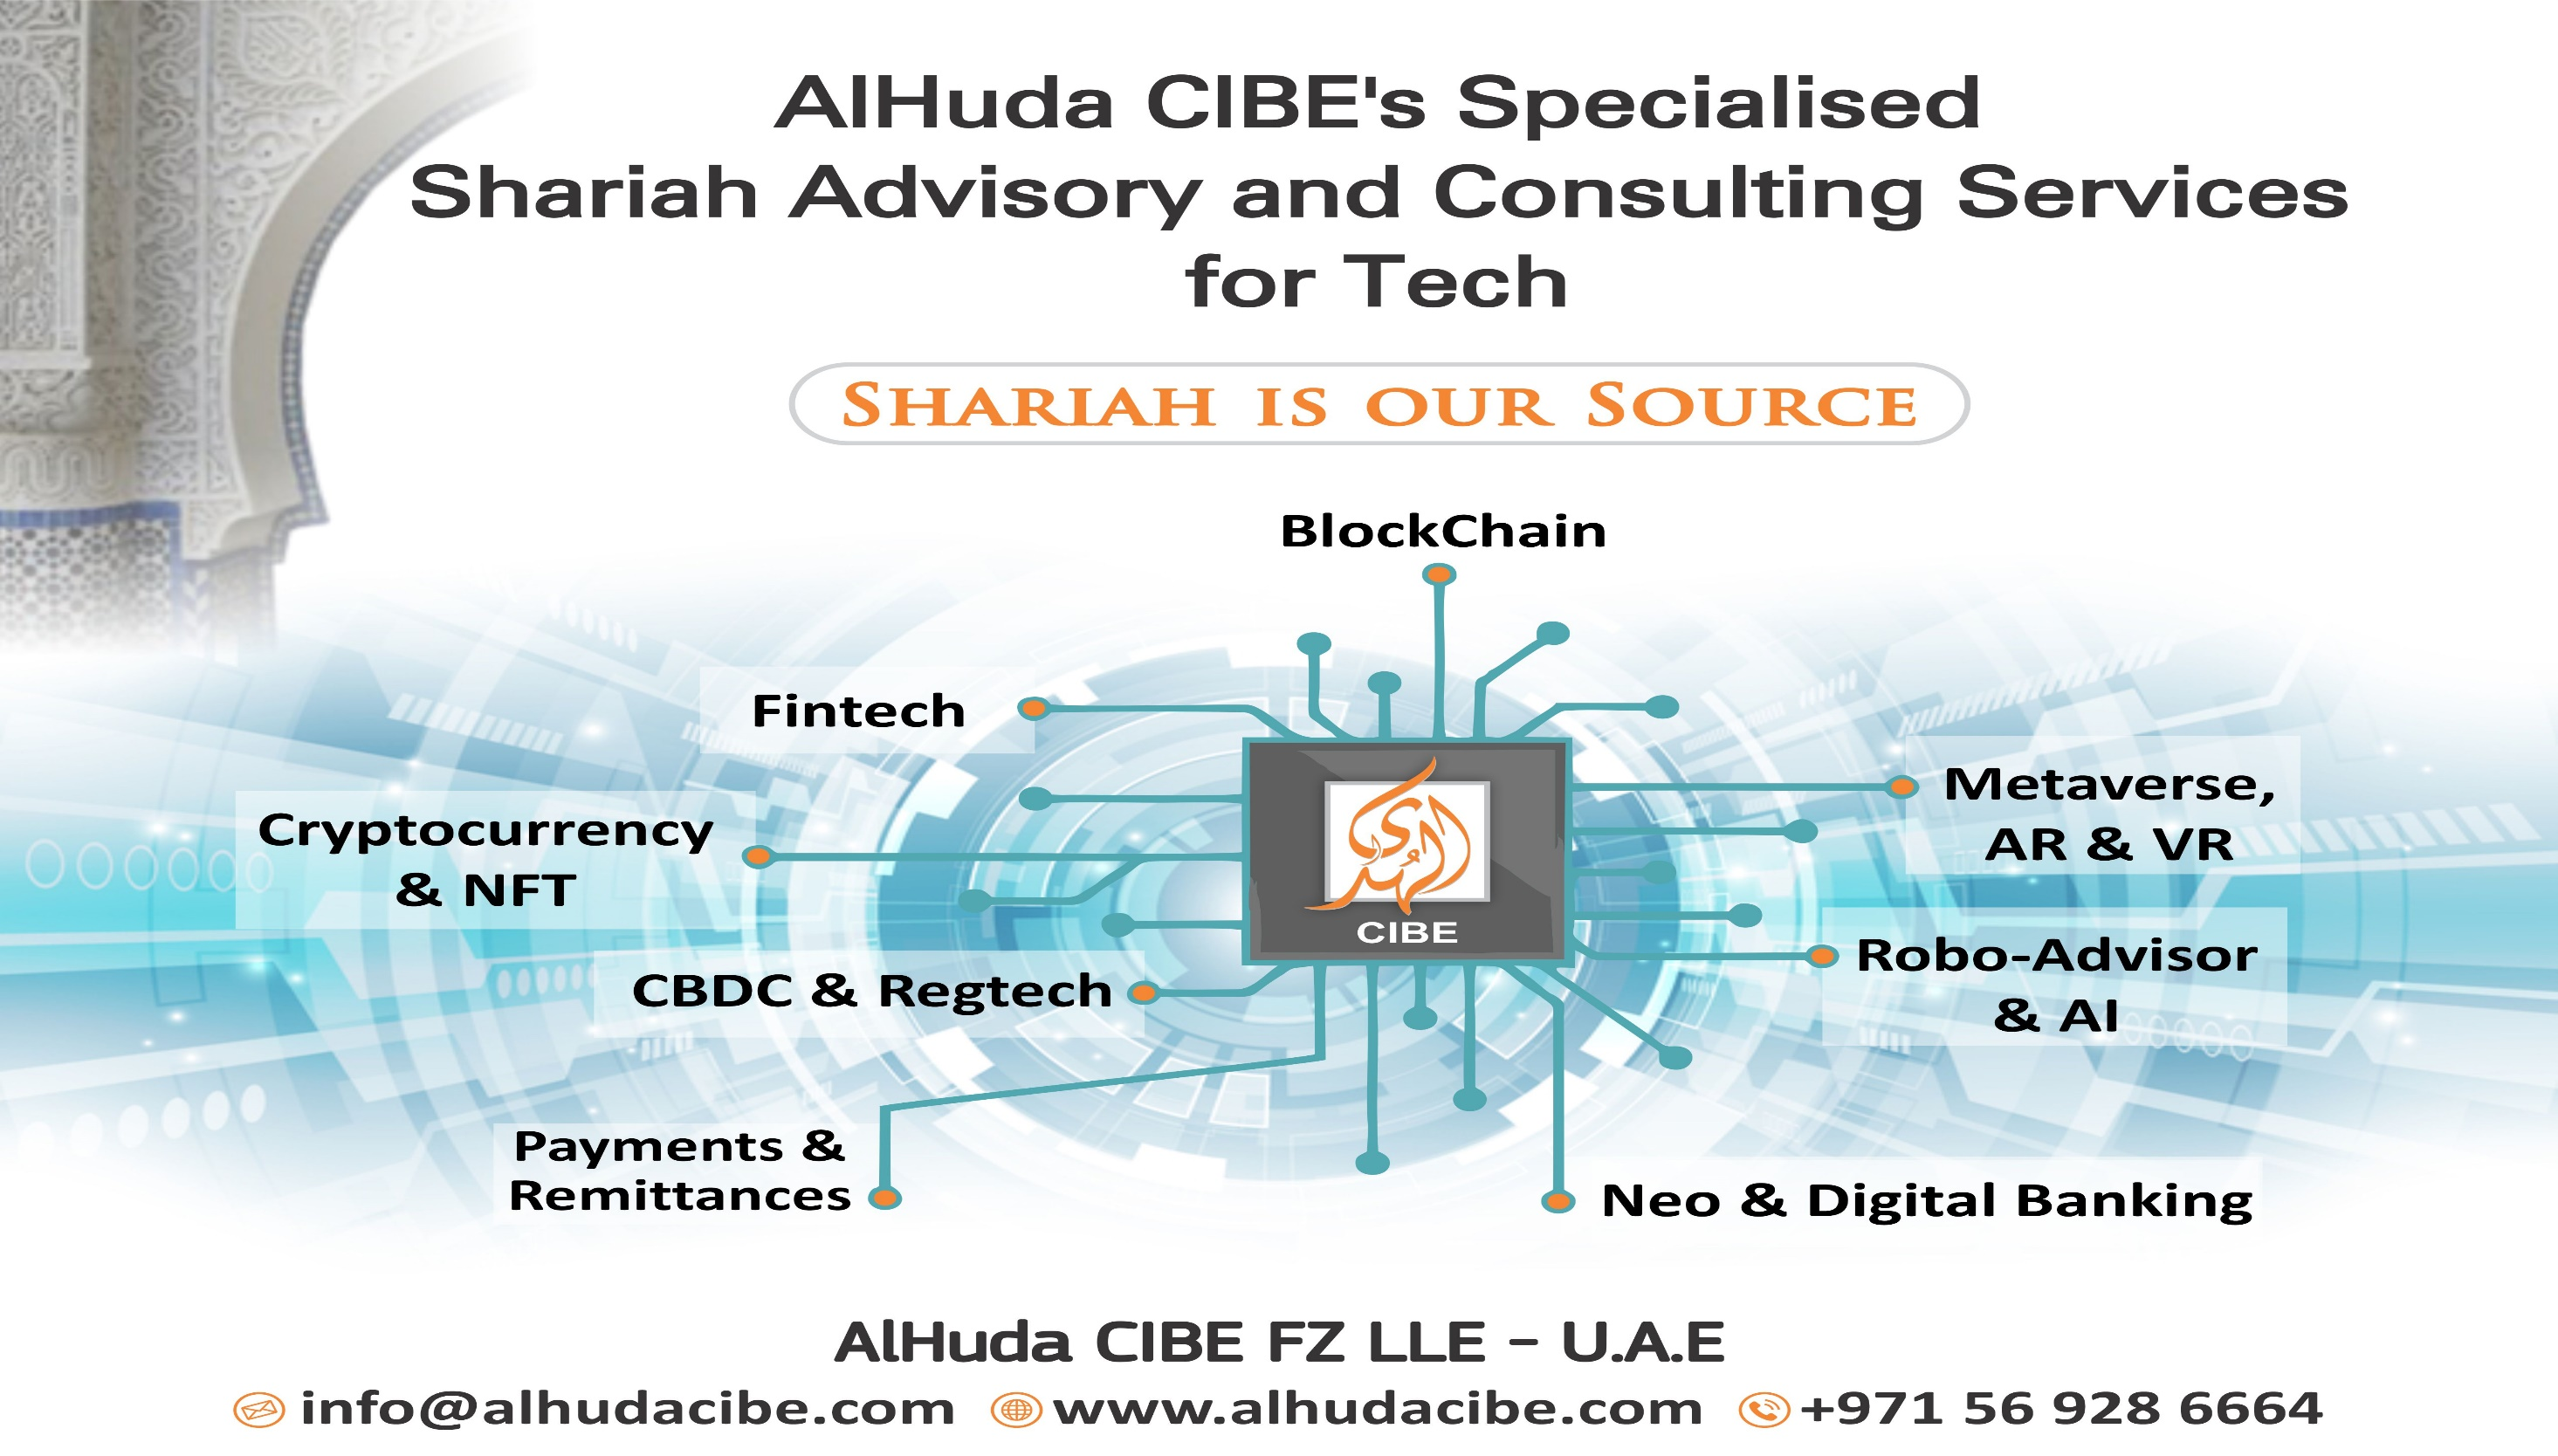 AlHuda CIBE's Specialised
Shariah Advisory and Consulting Services
for Tech
SHARIAH IS OUR SOURCE
BlockChain
Fintech
Cryptocurrency
& NFT
CBDC & Regtech
Payments &
Remittances
Metaverse,
AR & VR
Robo-Advisor
& AI
Neo & Digital Banking
الهدى
CIBE
AlHuda CIBE FZ LLE - U.A.E
info@alhudacibe.com www.alhudacibe.com +971 56 928 6664